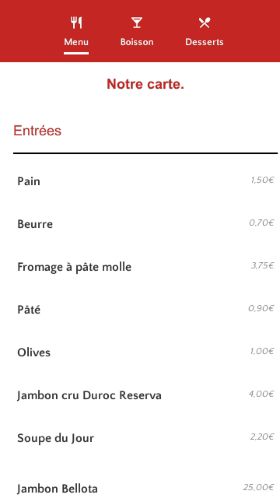 Menu
Boisson
Desserts
Notre carte.
Entrées
Pain 1,50€
Beurre 0,70€
Fromage à pâte molle 3,75€
Pâté 0,90€
Olives 1,00€
Jambon cru Duroc Reserva 4,00€
Soupe du Jour 2,20€
Jambon Bellota 25,00€